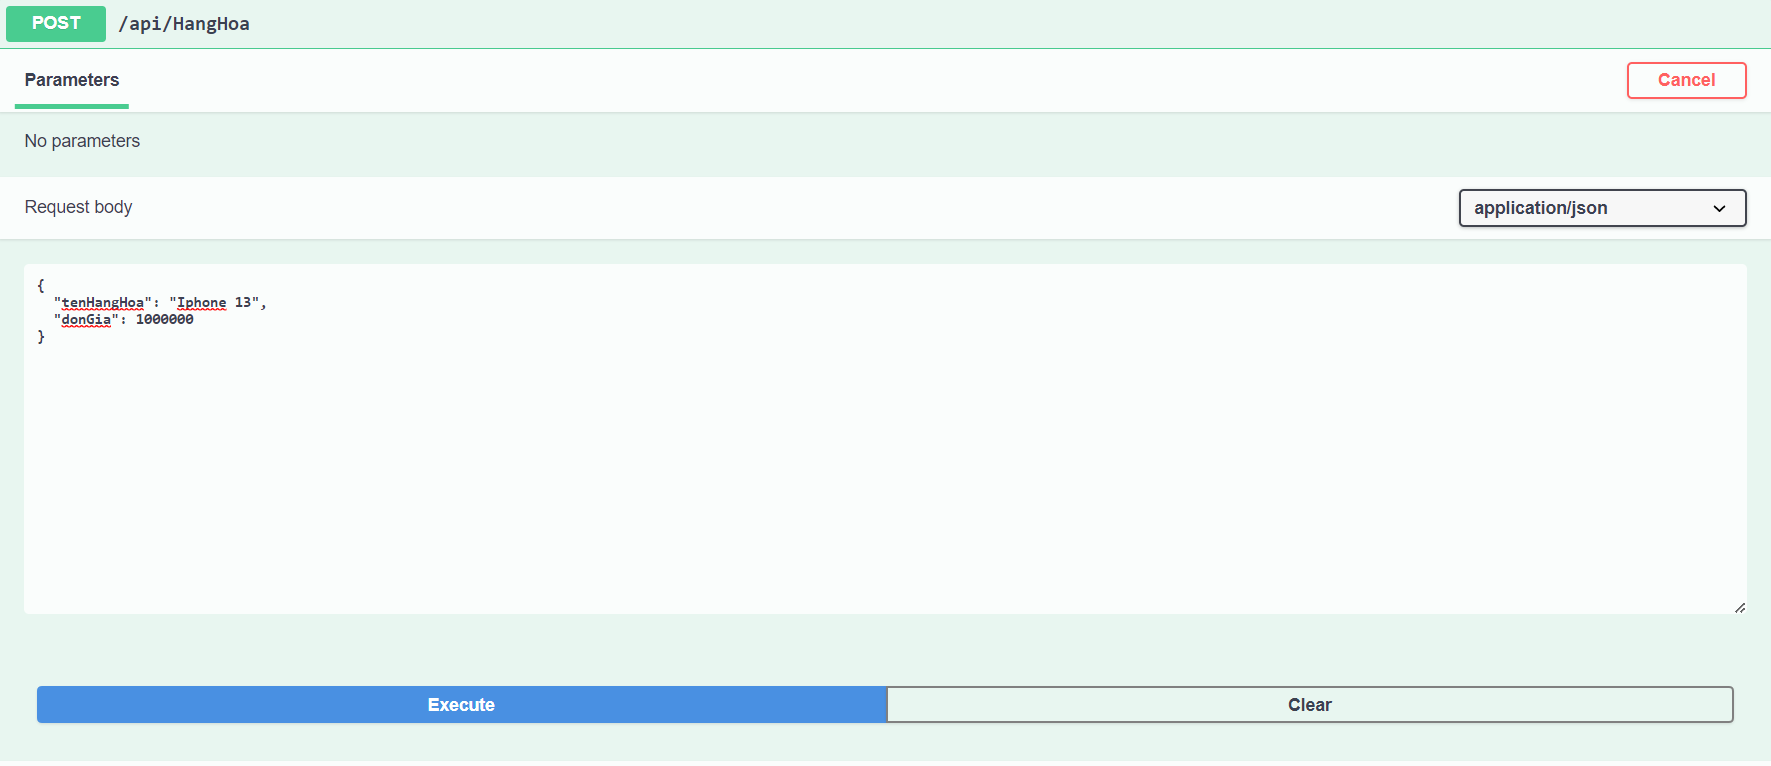 POST /api/HangHoa
Parameters
Cancel
No parameters
Request body
application/json
{
  "tenHangHoa": "Iphone 13",
  "donGia": 1000000
}
Execute
Clear